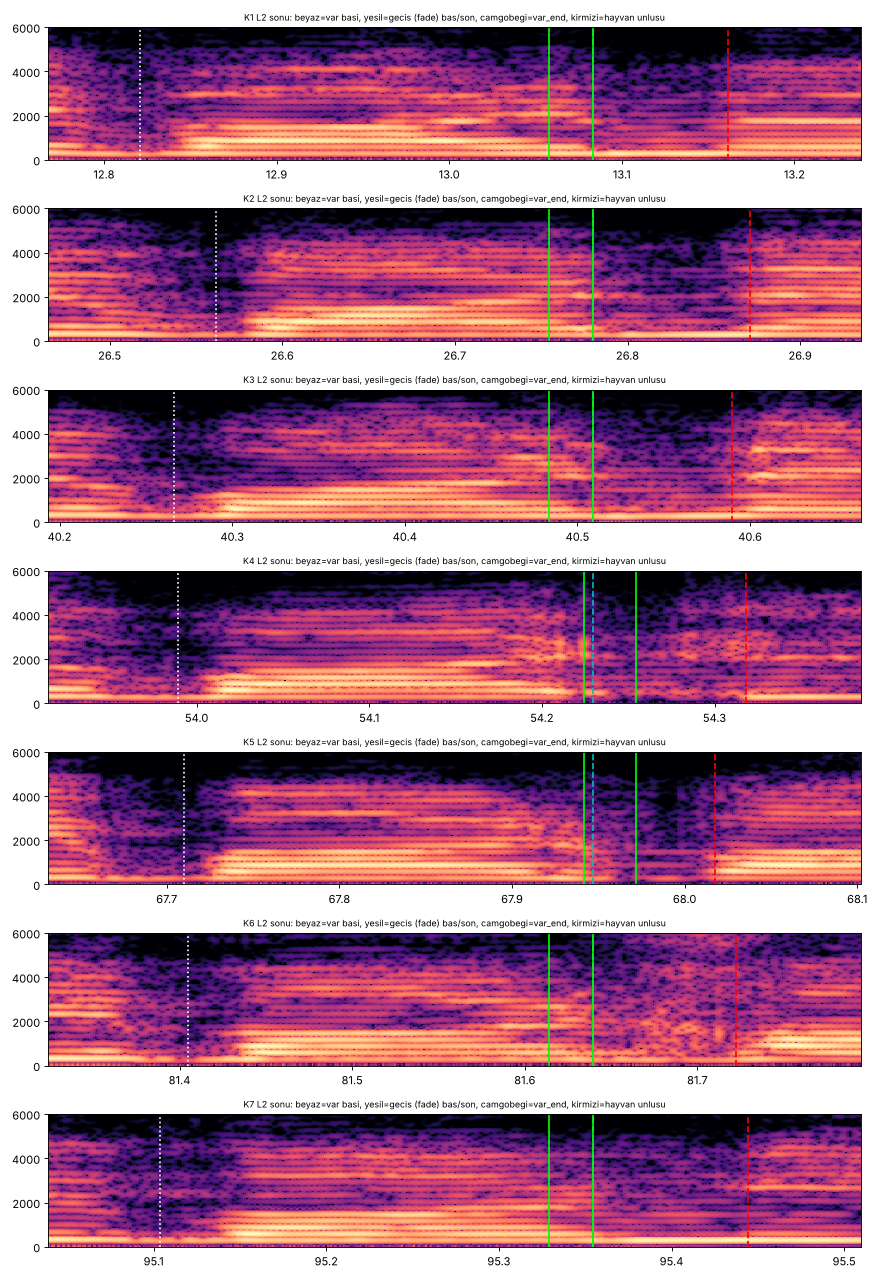 K1 L2 sonu: beyaz=var basi, yesil=gecis (fade) bas/son, camgobegi=var_end, kirmizi=hayvan unlusu
6000
4000
2000
0
12.8 12.9 13.0 13.1 13.2
K2 L2 sonu: beyaz=var basi, yesil=gecis (fade) bas/son, camgobegi=var_end, kirmizi=hayvan unlusu
6000
4000
2000
0
26.5 26.6 26.7 26.8 26.9
K3 L2 sonu: beyaz=var basi, yesil=gecis (fade) bas/son, camgobegi=var_end, kirmizi=hayvan unlusu
6000
4000
2000
0
40.2 40.3 40.4 40.5 40.6
K4 L2 sonu: beyaz=var basi, yesil=gecis (fade) bas/son, camgobegi=var_end, kirmizi=hayvan unlusu
6000
4000
2000
0
54.0 54.1 54.2 54.3
K5 L2 sonu: beyaz=var basi, yesil=gecis (fade) bas/son, camgobegi=var_end, kirmizi=hayvan unlusu
6000
4000
2000
0
67.7 67.8 67.9 68.0 68.1
K6 L2 sonu: beyaz=var basi, yesil=gecis (fade) bas/son, camgobegi=var_end, kirmizi=hayvan unlusu
6000
4000
2000
0
81.4 81.5 81.6 81.7
K7 L2 sonu: beyaz=var basi, yesil=gecis (fade) bas/son, camgobegi=var_end, kirmizi=hayvan unlusu
6000
4000
2000
0
95.1 95.2 95.3 95.4 95.5